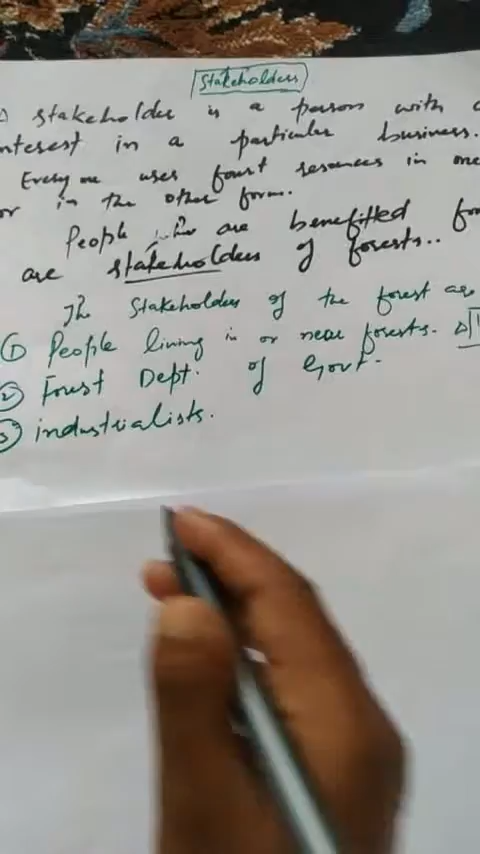 Stakeholders
A stakeholder is a person with
interest in a particular business.
Every one uses forest resources in one
or in the other form.
People who are benefitted
are stakeholders of forests..
The Stakeholders of the forest are
① People living in or near forests.
② Forest Dept. of Govt.
③ industrialists.